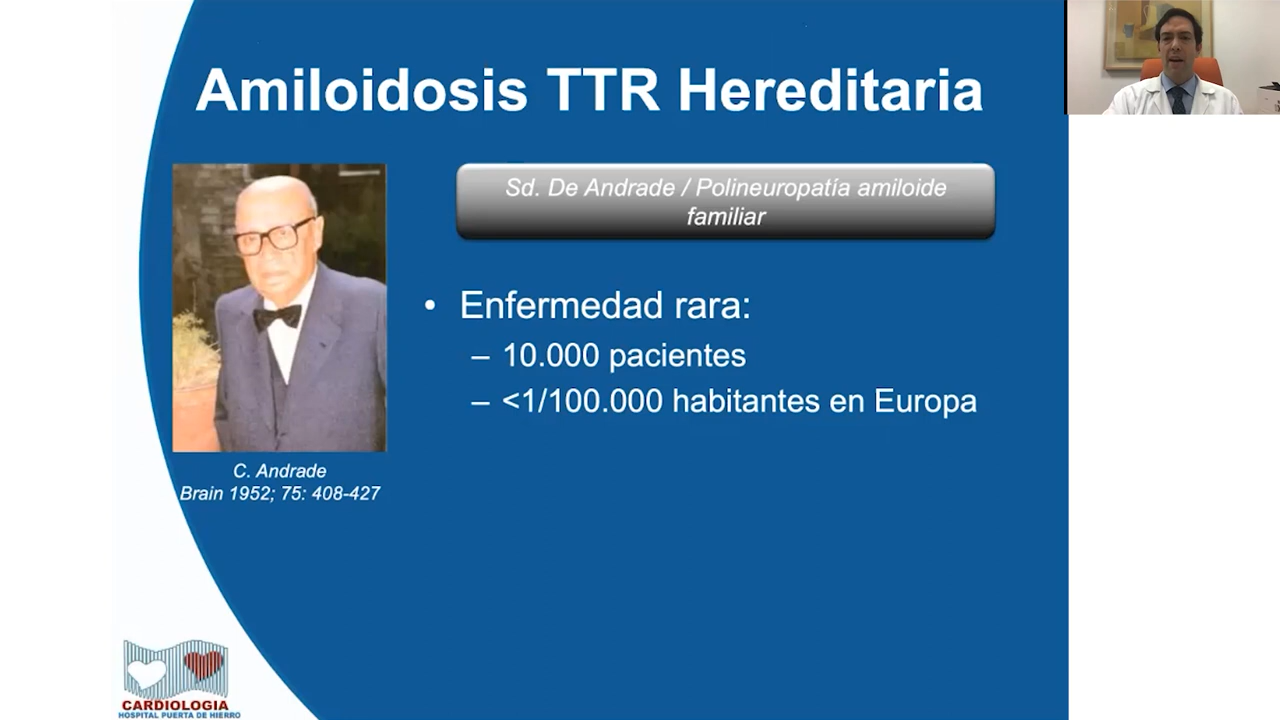 Amiloidosis TTR Hereditaria
Sd. De Andrade / Polineuropatía amiloide
familiar
• Enfermedad rara:
– 10.000 pacientes
– <1/100.000 habitantes en Europa
C. Andrade
Brain 1952; 75: 408-427
CARDIOLOGIA
HOSPITAL PUERTA DE HIERRO